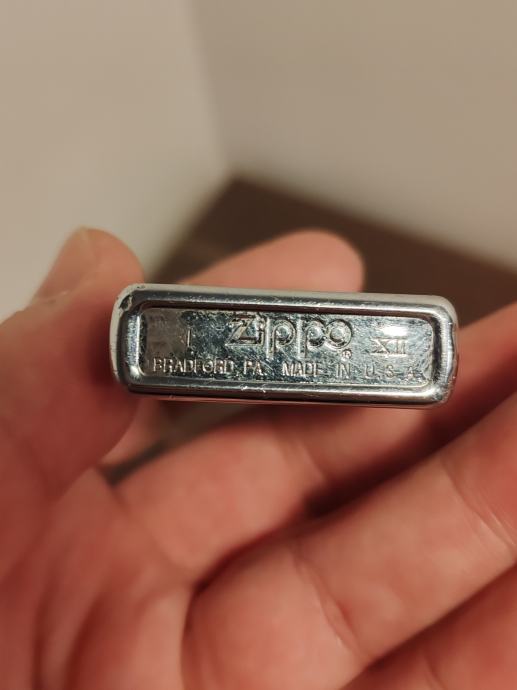 I Zippo ® XII
BRADFORD, PA. MADE IN U.S.A.